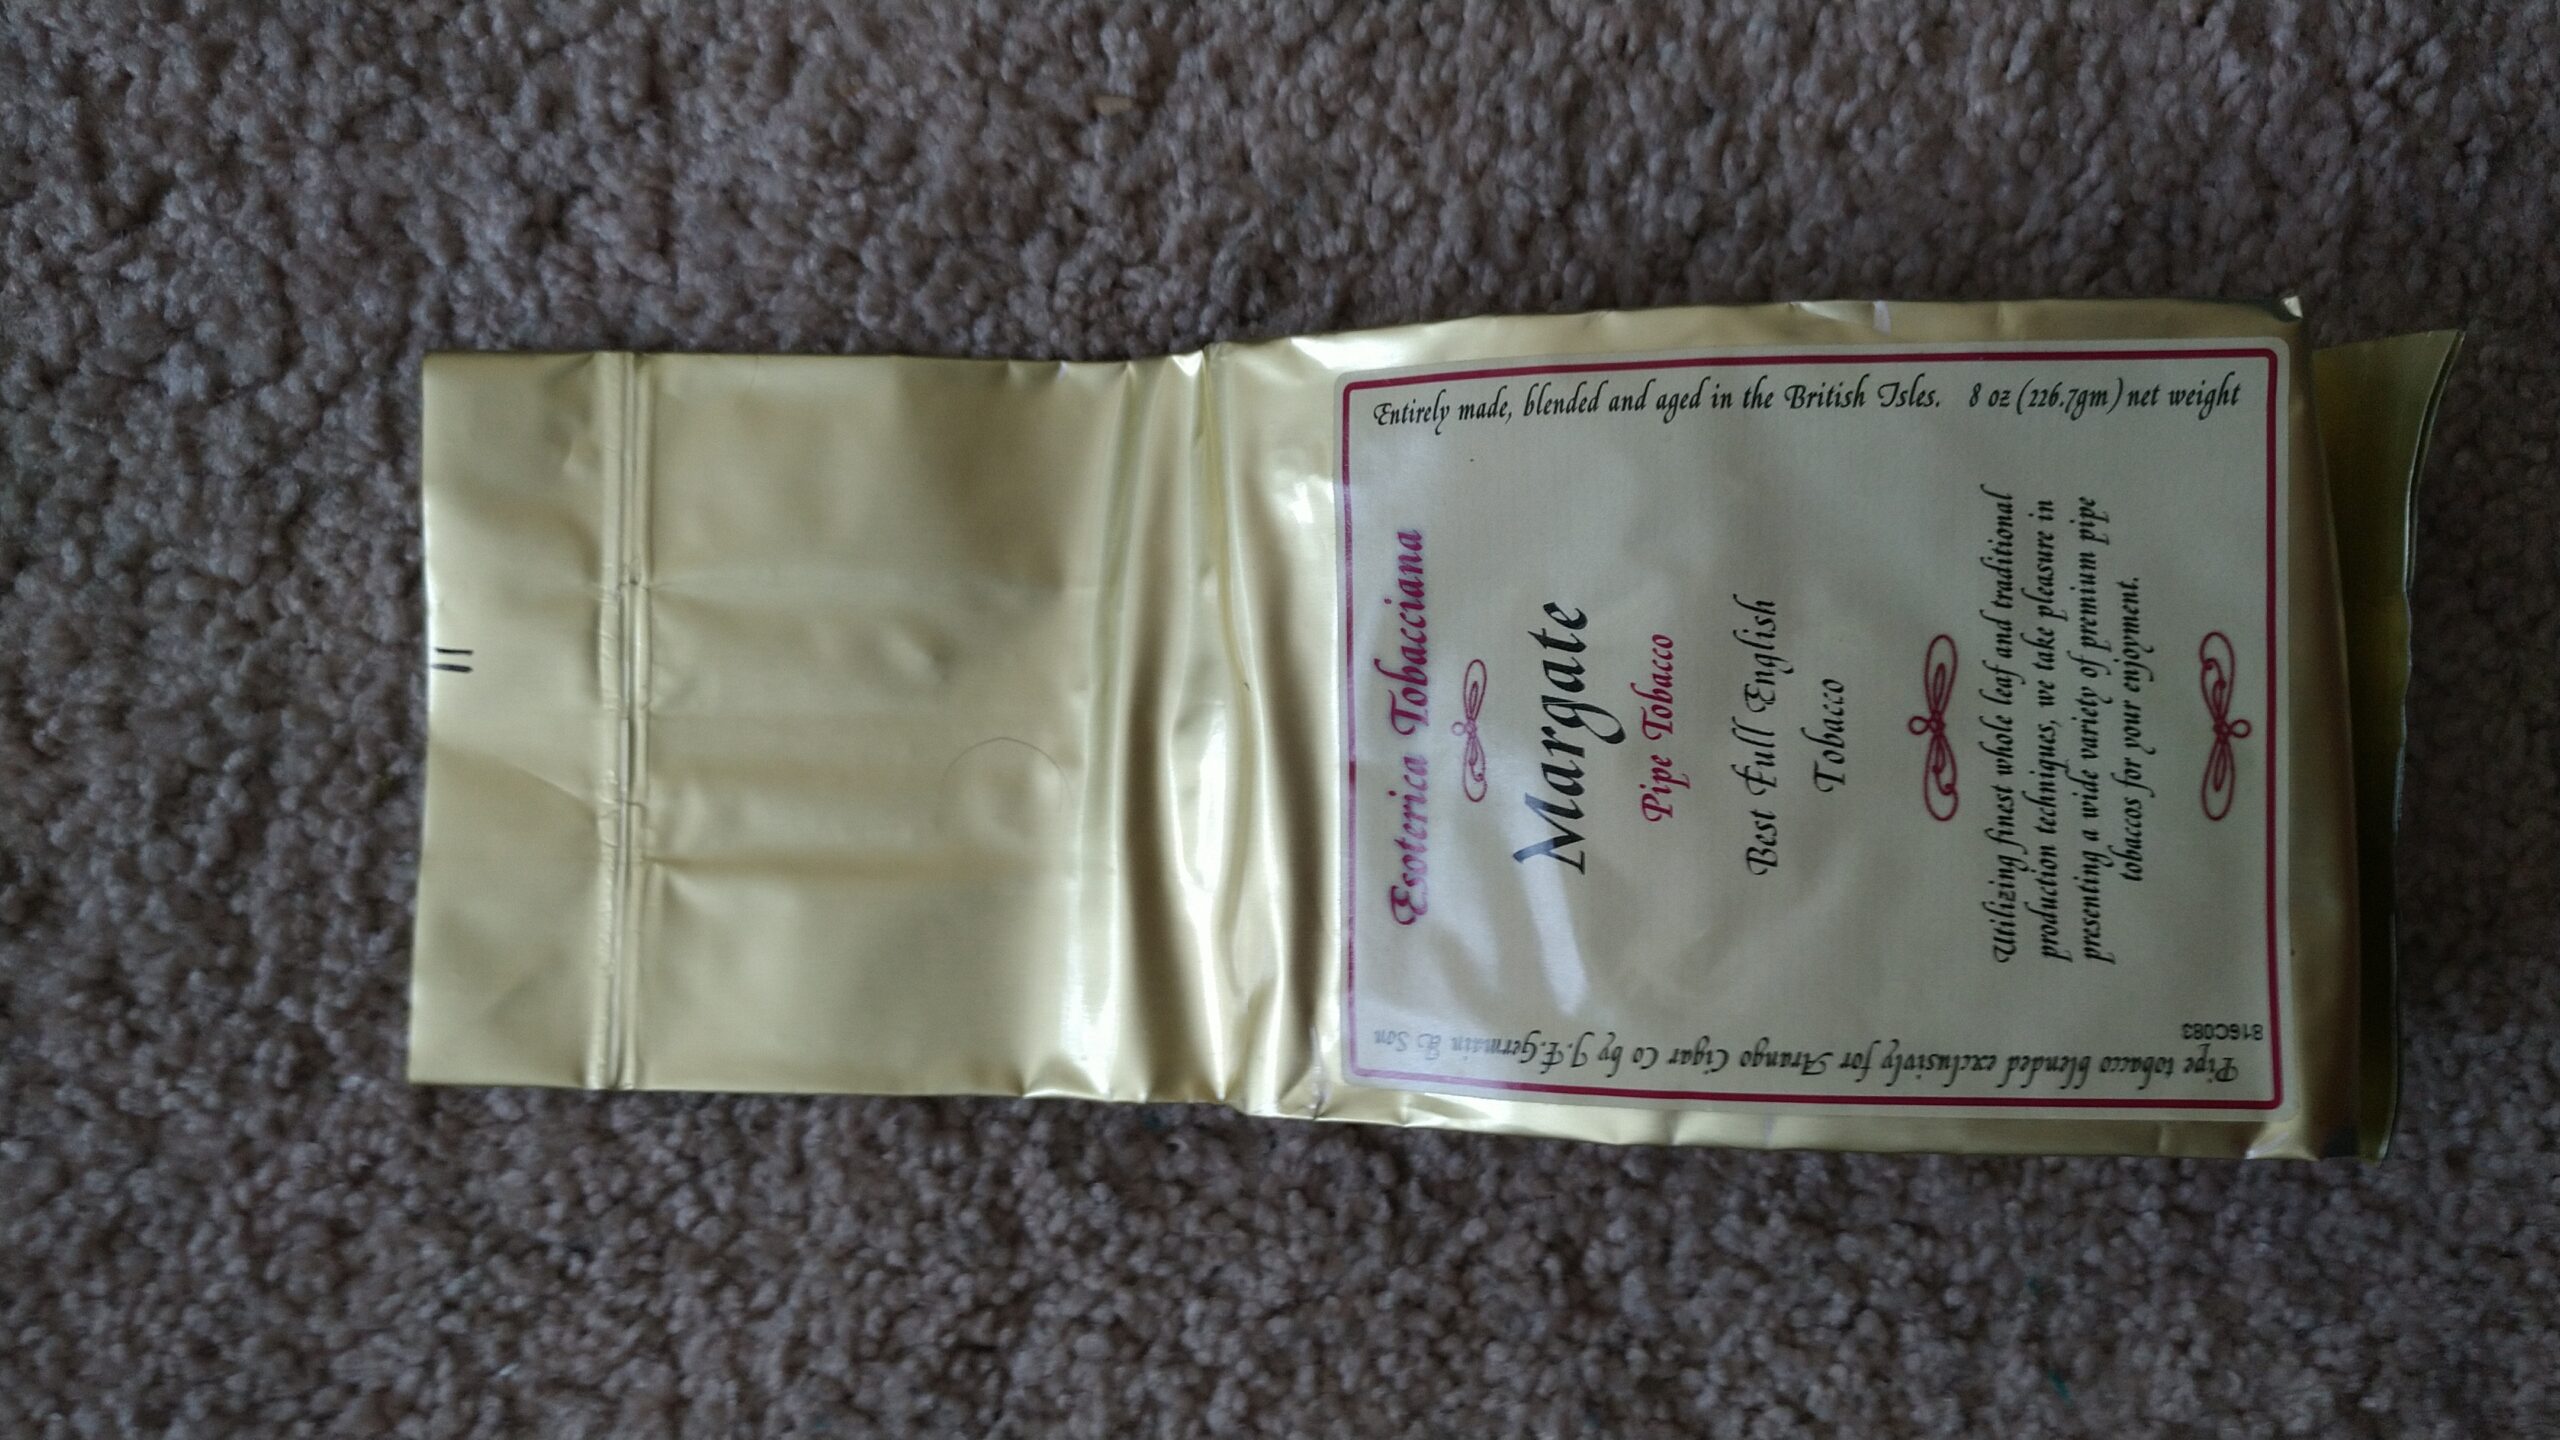 Esoterica Tobacciana
Margate
Pipe Tobacco
Best Full English
Tobacco
Utilizing finest whole leaf and traditional
production techniques, we take pleasure in
presenting a wide variety of premium pipe
tobaccos for your enjoyment.
Entirely made, blended and aged in the British Isles. 8 oz (226.7gm) net weight
Pipe tobacco blended exclusively for Arango Cigar Co by J.F.Germain & Son
816C083